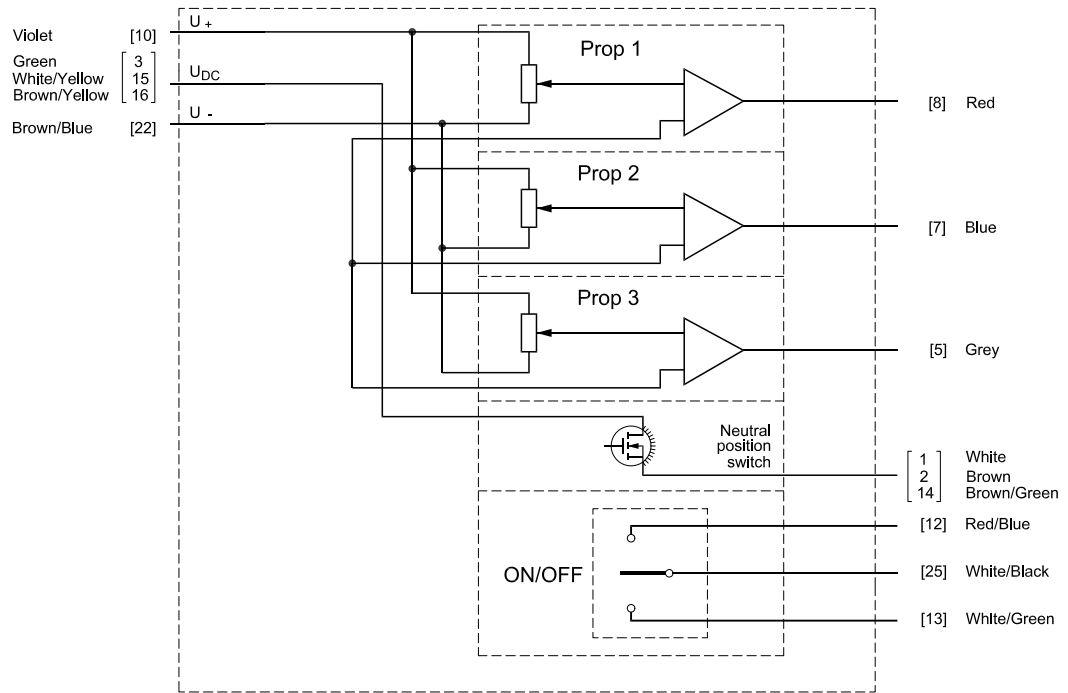 Violet [10] U +
Green [ 3 ]
White/Yellow [ 15 ] UDC
Brown/Yellow [ 16 ]
Brown/Blue [22] U -
Prop 1
[8] Red
Prop 2
[7] Blue
Prop 3
[5] Grey
Neutral
position
switch
[ 1 ] White
[ 2 ] Brown
[ 14 ] Brown/Green
[12] Red/Blue
ON/OFF
[25] White/Black
[13] White/Green